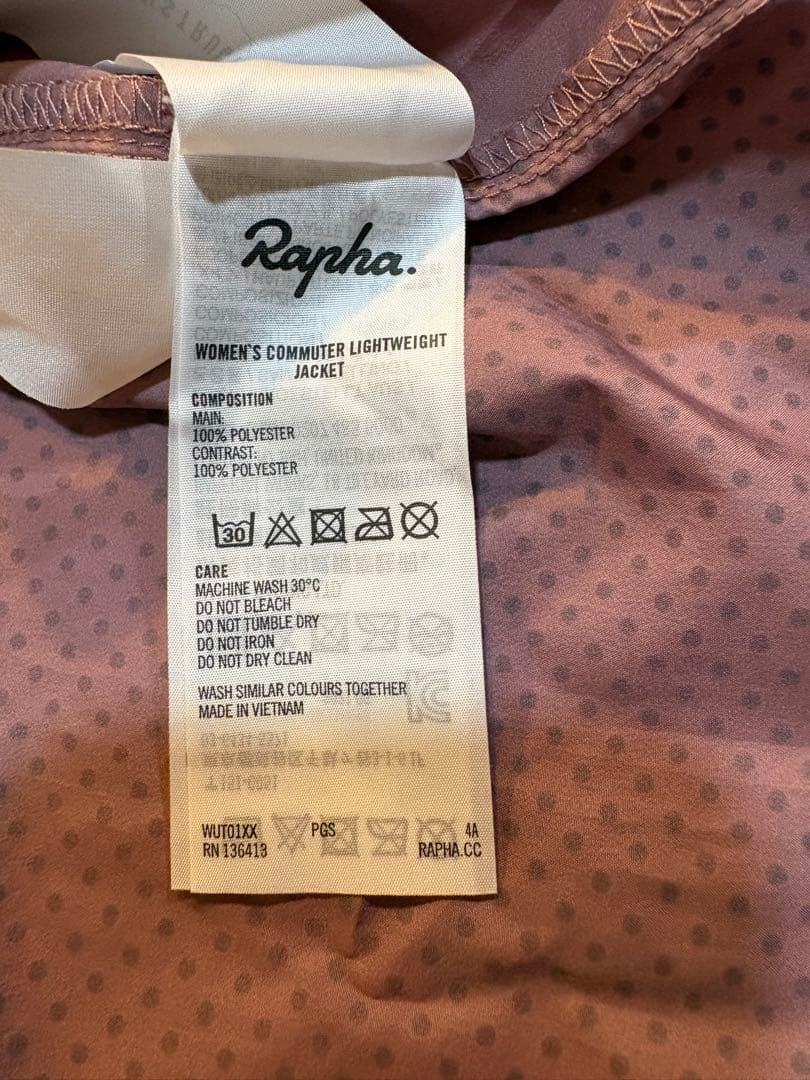 Rapha.
WOMEN'S COMMUTER LIGHTWEIGHT
JACKET
COMPOSITION
MAIN:
100% POLYESTER
CONTRAST:
100% POLYESTER
30
CARE
MACHINE WASH 30°C
DO NOT BLEACH
DO NOT TUMBLE DRY
DO NOT IRON
DO NOT DRY CLEAN
WASH SIMILAR COLOURS TOGETHER
MADE IN VIETNAM
WUT01XX PGS 4A
RN 136413 RAPHA.CC